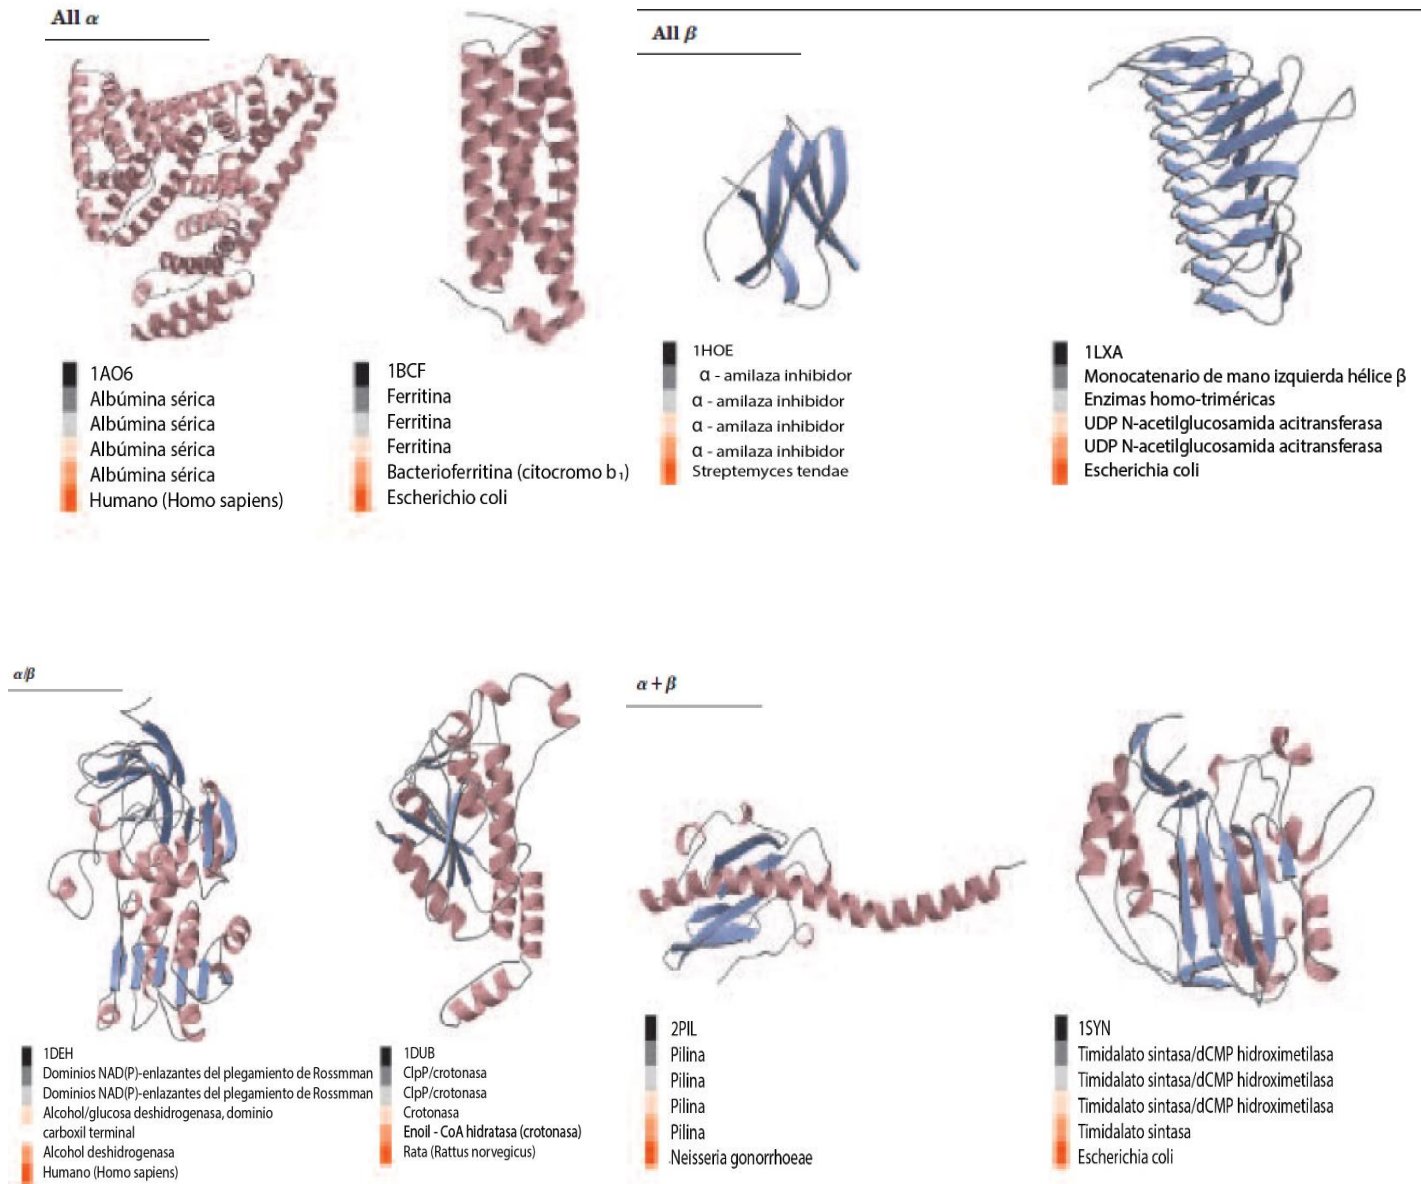 All α
1AO6
Albúmina sérica
Albúmina sérica
Albúmina sérica
Albúmina sérica
Humano (Homo sapiens)
1BCF
Ferritina
Ferritina
Ferritina
Bacterioferritina (citocromo b₁)
Escherichio coli
All β
1HOE
α - amilaza inhibidor
α - amilaza inhibidor
α - amilaza inhibidor
α - amilaza inhibidor
Streptemyces tendae
1LXA
Monocatenario de mano izquierda hélice β
Enzimas homo-triméricas
UDP N-acetilglucosamida acitransferasa
UDP N-acetilglucosamida acitransferasa
Escherichia coli
α/β
1DEH
Dominios NAD(P)-enlazantes del plegamiento de Rossmman
Dominios NAD(P)-enlazantes del plegamiento de Rossmman
Alcohol/glucosa deshidrogenasa, dominio
carboxil terminal
Alcohol deshidrogenasa
Humano (Homo sapiens)
1DUB
ClpP/crotonasa
ClpP/crotonasa
Crotonasa
Enoil - CoA hidratasa (crotonasa)
Rata (Rattus norvegicus)
α + β
2PIL
Pilina
Pilina
Pilina
Pilina
Neisseria gonorrhoeae
1SYN
Timidalato sintasa/dCMP hidroximetilasa
Timidalato sintasa/dCMP hidroximetilasa
Timidalato sintasa/dCMP hidroximetilasa
Timidalato sintasa
Escherichia coli